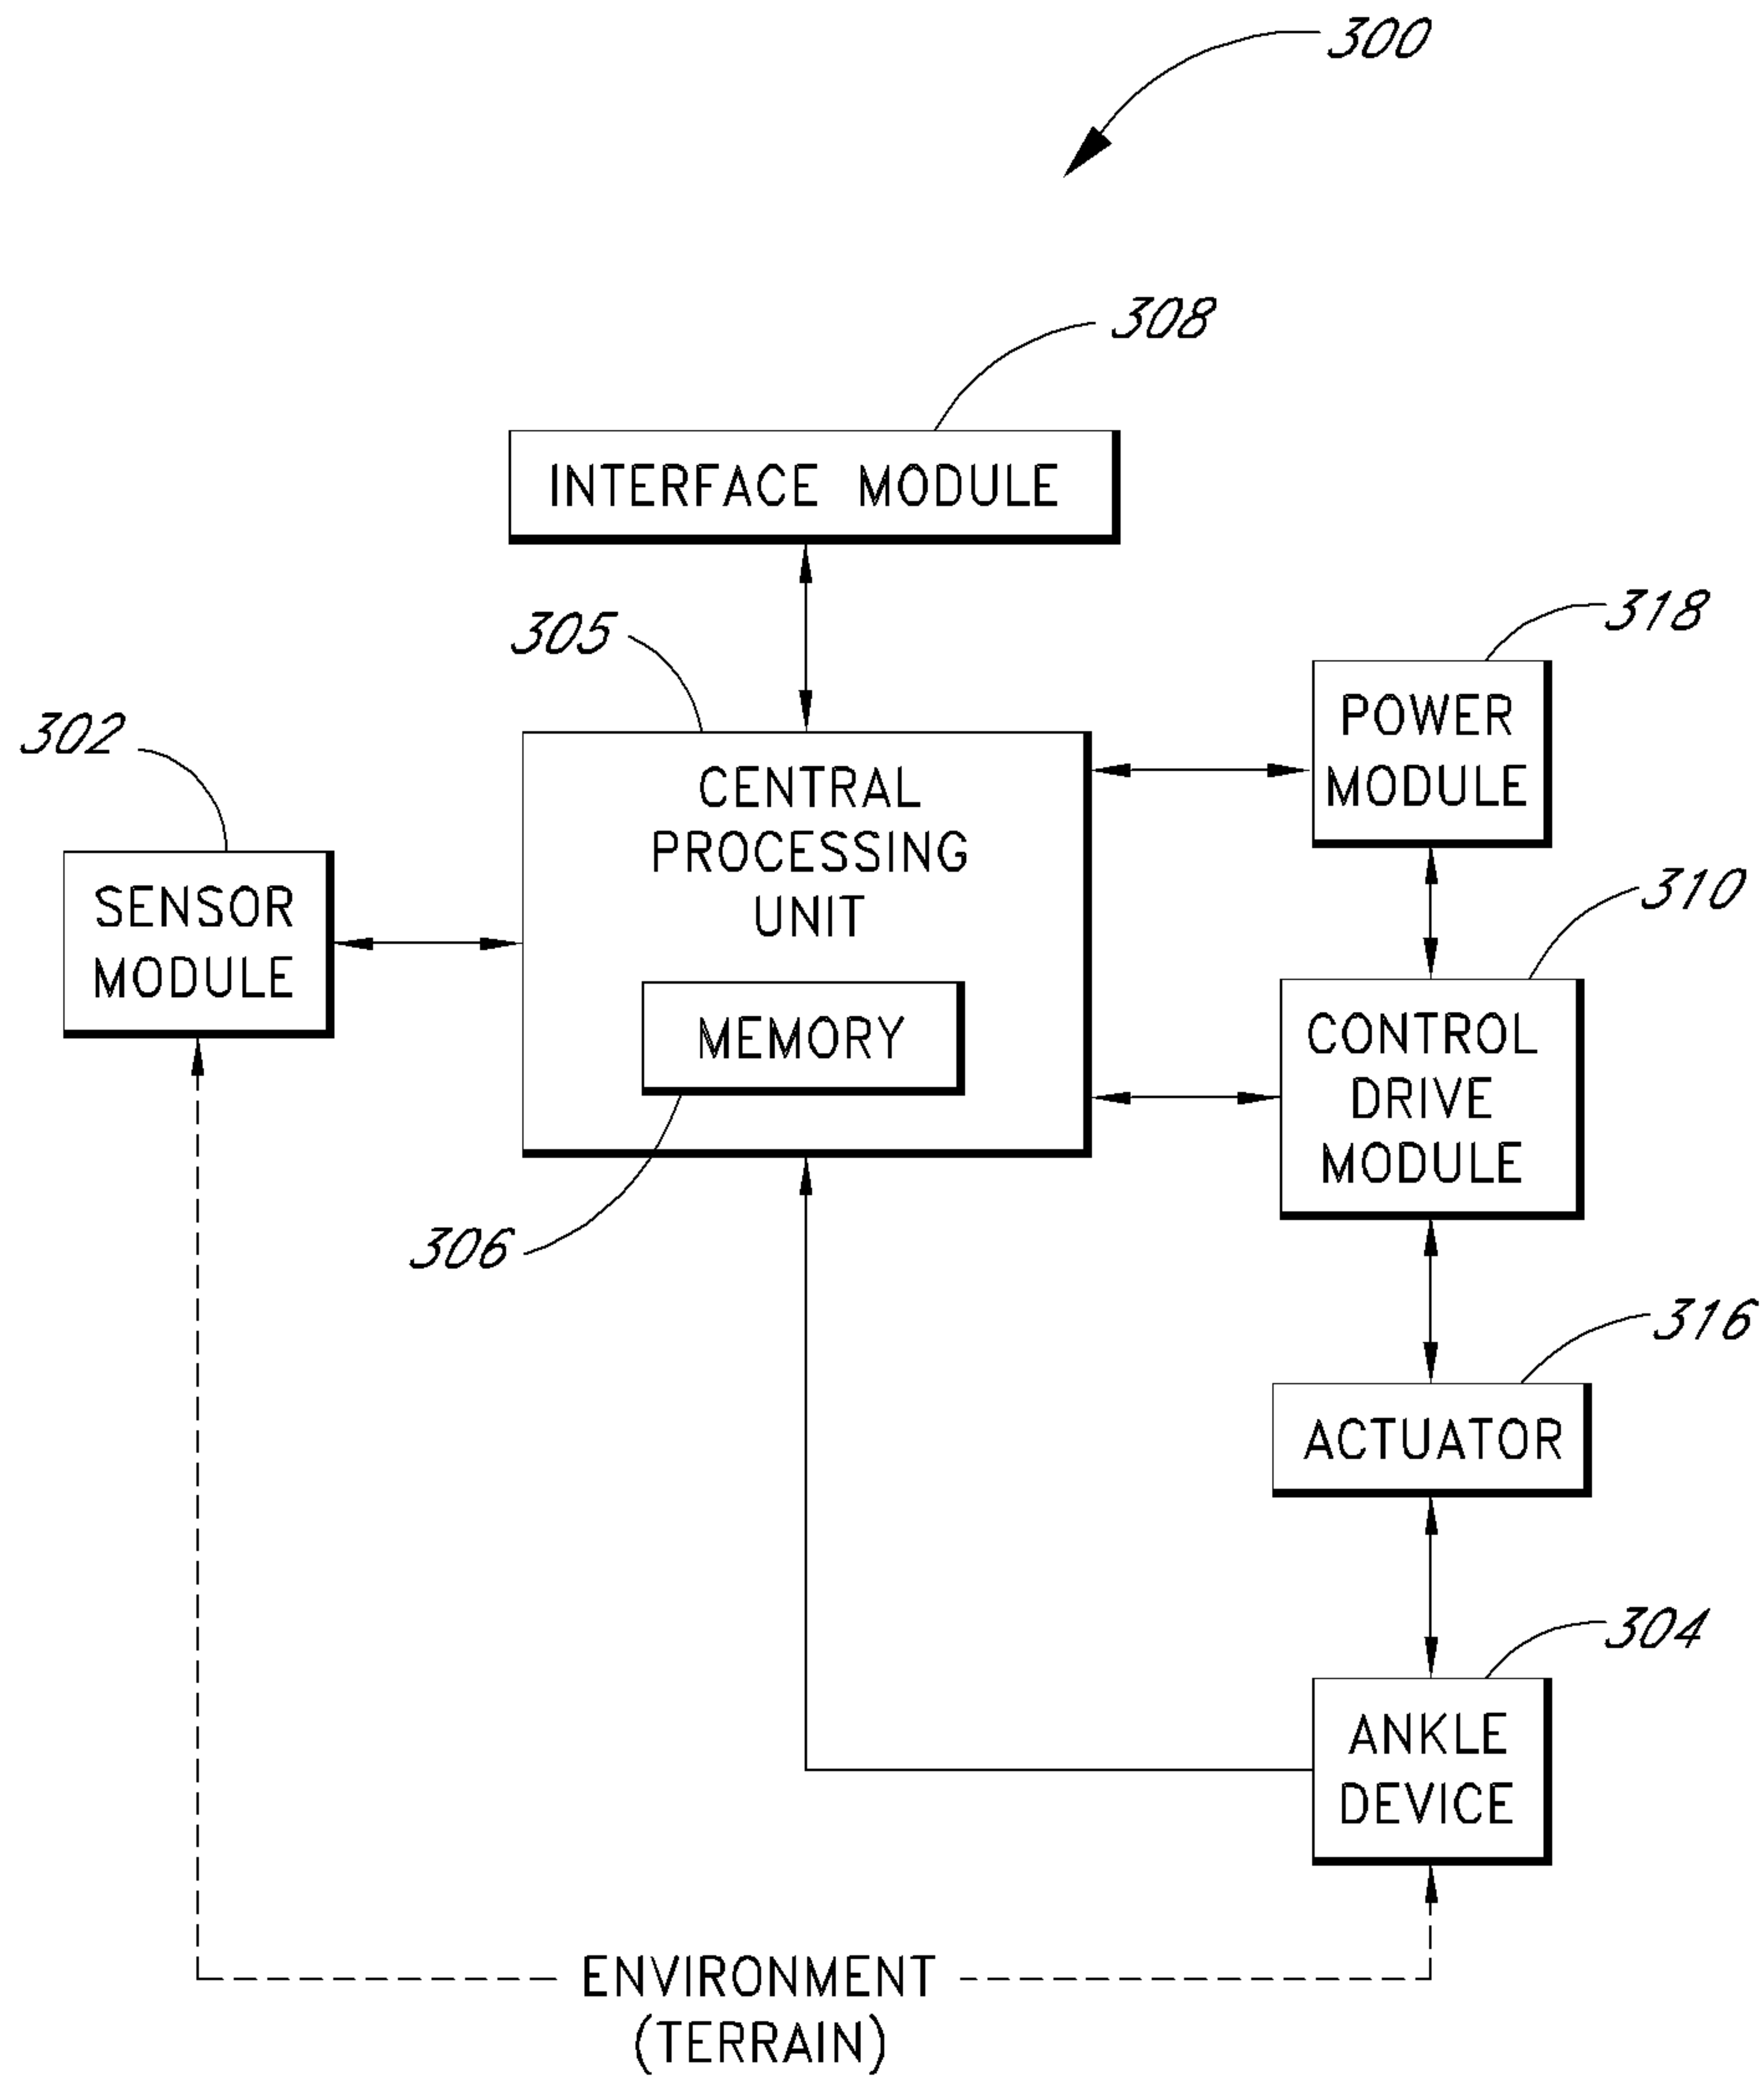 300
308
INTERFACE MODULE
305
318
POWER
MODULE
302
CENTRAL
PROCESSING
UNIT
SENSOR
MODULE
310
MEMORY
CONTROL
DRIVE
MODULE
306
316
ACTUATOR
304
ANKLE
DEVICE
ENVIRONMENT
(TERRAIN)